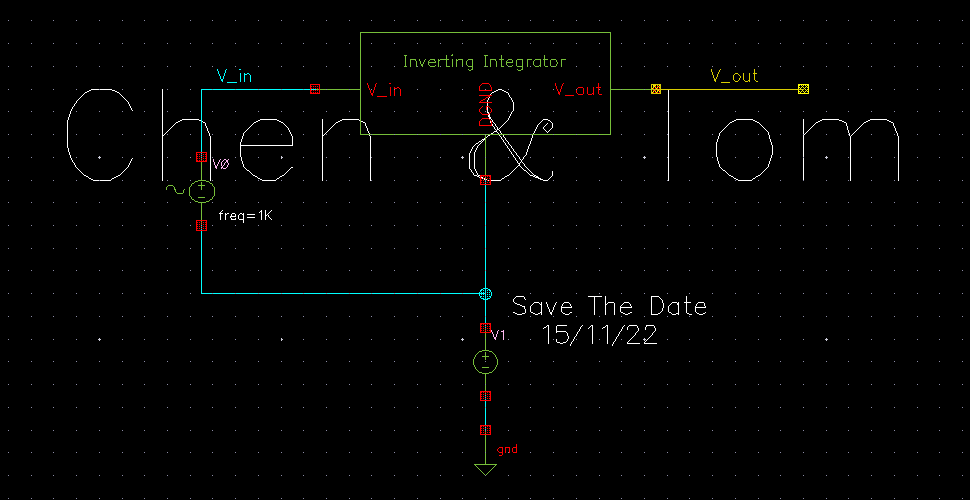 Inverting Integrator
V_in
V_in
DGND
V_out
V_out
Chen & Tom
V0
freq=1K
Save The Date
15/11/22
V1
gnd